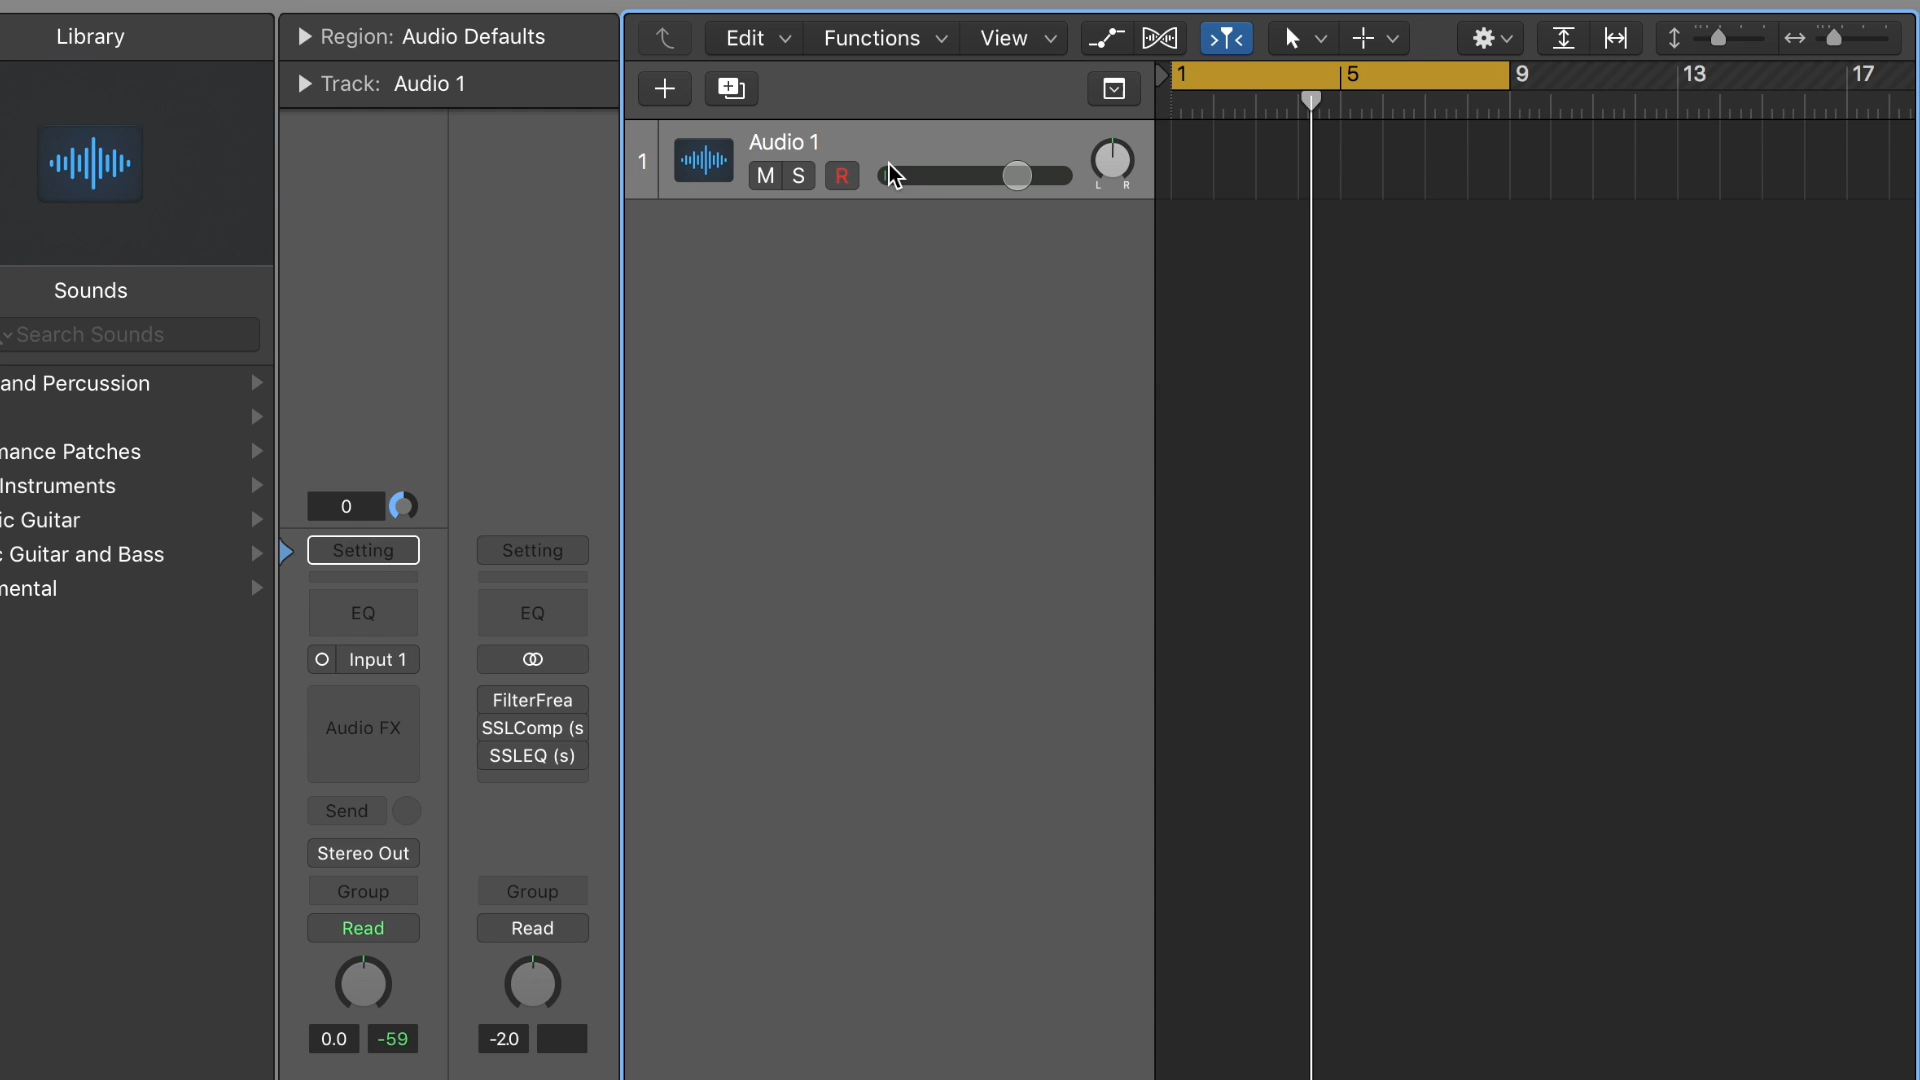 Library
Sounds
Search Sounds
and Percussion
mance Patches
Instruments
ic Guitar
c Guitar and Bass
mental
Region: Audio Defaults
Track: Audio 1
0
Setting
EQ
Input 1
Audio FX
Send
Stereo Out
Group
Read
0.0 -59
Setting
EQ
FilterFrea
SSLComp (s
SSLEQ (s)
Group
Read
-2.0
Edit Functions View
1 5 9 13 17
1
Audio 1
M S R
L R